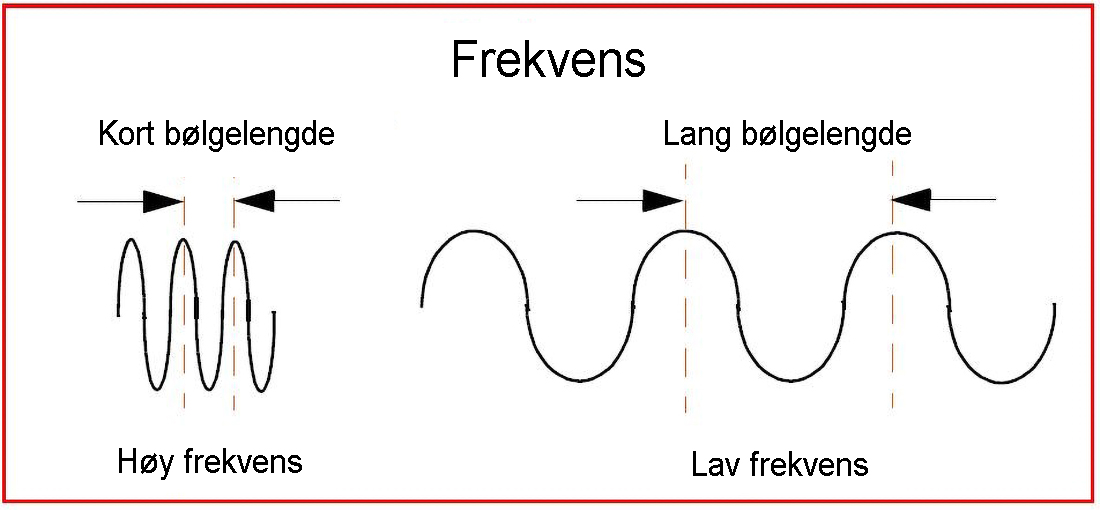 Frekvens
Kort bølgelengde
Lang bølgelengde
Høy frekvens
Lav frekvens